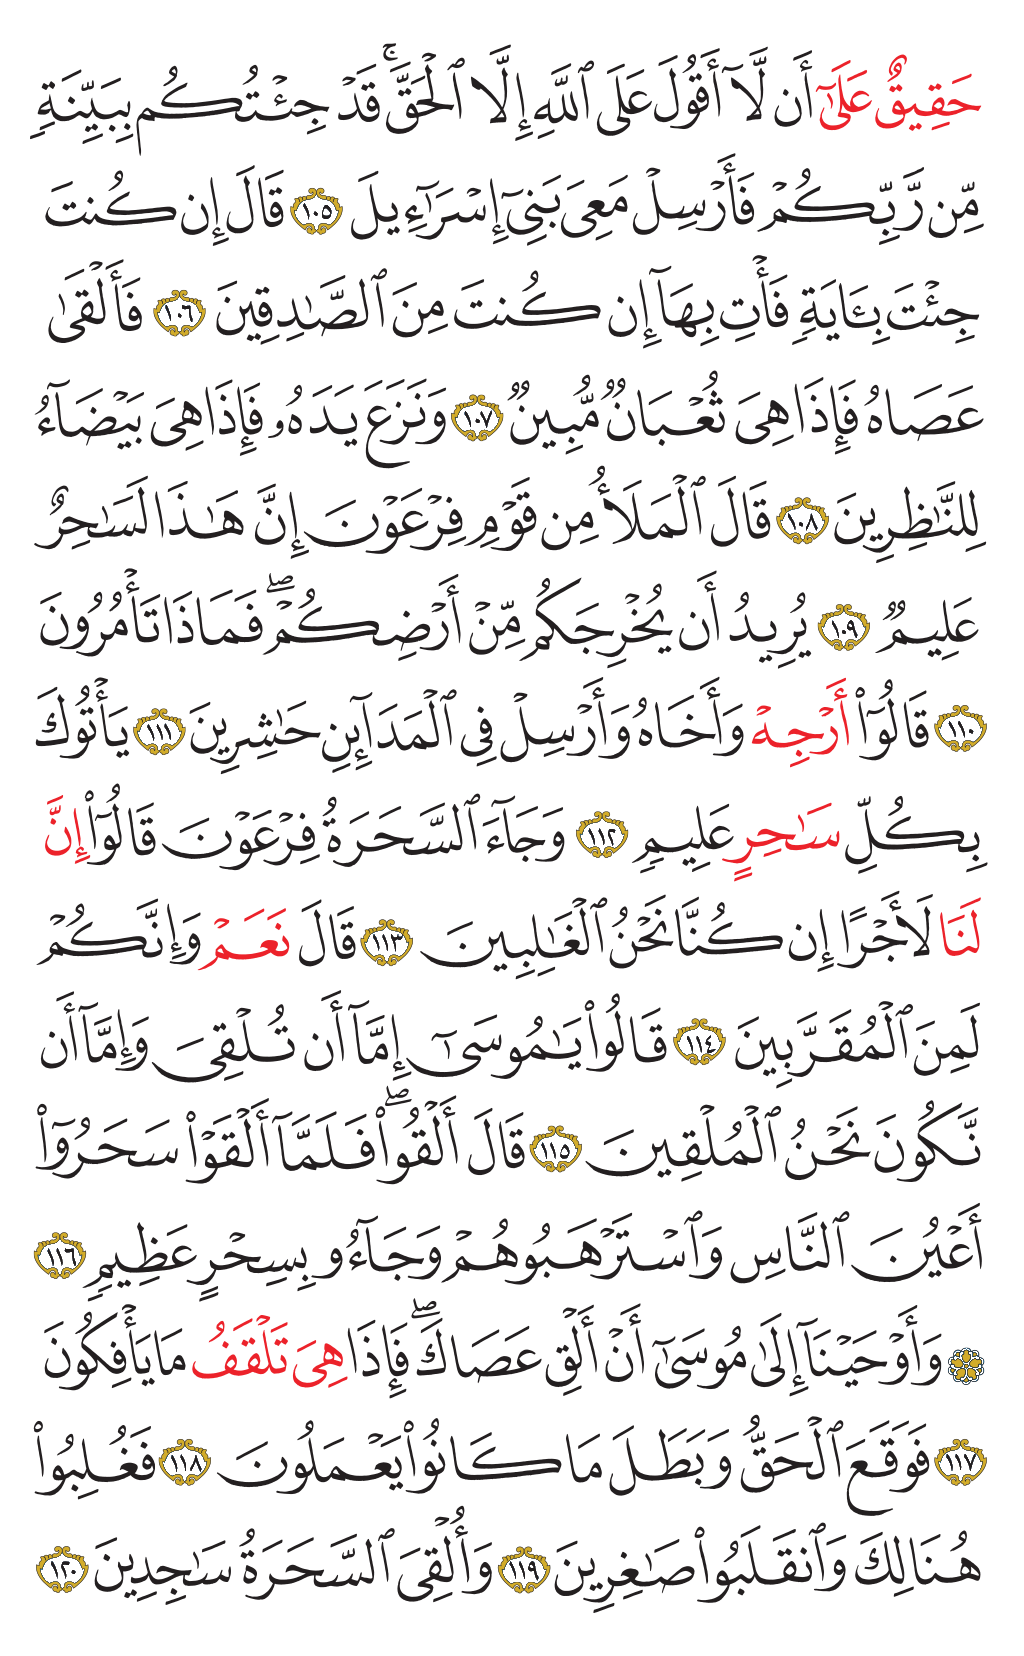 حَقِيقٌ عَلَىٰٓ أَن لَّآ أَقُولَ عَلَى ٱللَّهِ إِلَّا ٱلْحَقَّ ۚ قَدْ جِئْتُكُم بِبَيِّنَةٍ
مِّن رَّبِّكُمْ فَأَرْسِلْ مَعِىَ بَنِىٓ إِسْرَٰٓءِيلَ ١٠٥ قَالَ إِن كُنتَ
جِئْتَ بِـَٔايَةٍ فَأْتِ بِهَآ إِن كُنتَ مِنَ ٱلصَّٰدِقِينَ ١٠٦ فَأَلْقَىٰ
عَصَاهُ فَإِذَا هِىَ ثُعْبَانٌ مُّبِينٌ ١٠٧ وَنَزَعَ يَدَهُۥ فَإِذَا هِىَ بَيْضَآءُ
لِلنَّٰظِرِينَ ١٠٨ قَالَ ٱلْمَلَأُ مِن قَوْمِ فِرْعَوْنَ إِنَّ هَٰذَا لَسَٰحِرٌ
عَلِيمٌ ١٠٩ يُرِيدُ أَن يُخْرِجَكُم مِّنْ أَرْضِكُمْ ۖ فَمَاذَا تَأْمُرُونَ
١١٠ قَالُوٓا۟ أَرْجِهْ وَأَخَاهُ وَأَرْسِلْ فِى ٱلْمَدَآئِنِ حَٰشِرِينَ ١١١ يَأْتُوكَ
بِكُلِّ سَٰحِرٍ عَلِيمٍ ١١٢ وَجَآءَ ٱلسَّحَرَةُ فِرْعَوْنَ قَالُوٓا۟ إِنَّ
لَنَا لَأَجْرًا إِن كُنَّا نَحْنُ ٱلْغَٰلِبِينَ ١١٣ قَالَ نَعَمْ وَإِنَّكُمْ
لَمِنَ ٱلْمُقَرَّبِينَ ١١٤ قَالُوا۟ يَٰمُوسَىٰٓ إِمَّآ أَن تُلْقِىَ وَإِمَّآ أَن
نَّكُونَ نَحْنُ ٱلْمُلْقِينَ ١١٥ قَالَ أَلْقُوا۟ ۖ فَلَمَّآ أَلْقَوْا۟ سَحَرُوٓا۟
أَعْيُنَ ٱلنَّاسِ وَٱسْتَرْهَبُوهُمْ وَجَآءُو بِسِحْرٍ عَظِيمٍ ١١٦
۞ وَأَوْحَيْنَآ إِلَىٰ مُوسَىٰٓ أَنْ أَلْقِ عَصَاكَ ۖ فَإِذَا هِىَ تَلْقَفُ مَا يَأْفِكُونَ
١١٧ فَوَقَعَ ٱلْحَقُّ وَبَطَلَ مَا كَانُوا۟ يَعْمَلُونَ ١١٨ فَغُلِبُوا۟
هُنَالِكَ وَٱنقَلَبُوا۟ صَٰغِرِينَ ١١٩ وَأُلْقِىَ ٱلسَّحَرَةُ سَٰجِدِينَ ١٢٠